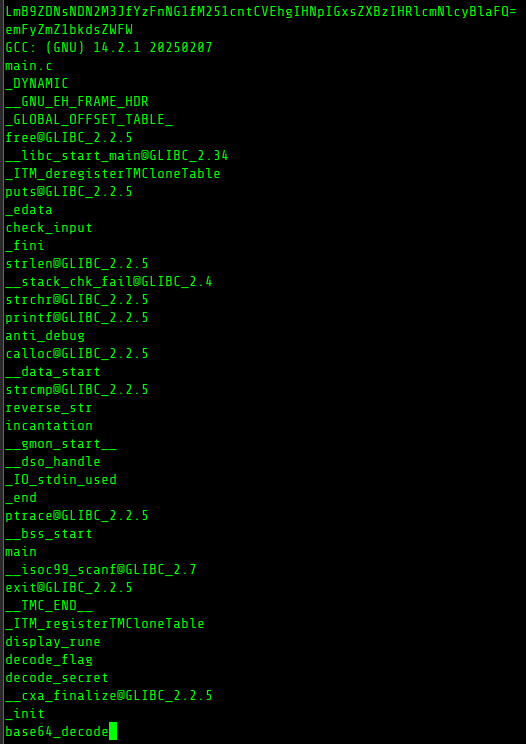 LmB9ZDNsNDN2M3JfYzFnNG1fM251cntCVEhgIHNpIGxsZXBzIHRlcmNlcyBlaFQ=
emFyZmZ1bkdsZWFW
GCC: (GNU) 14.2.1 20250207
main.c
_DYNAMIC
__GNU_EH_FRAME_HDR
_GLOBAL_OFFSET_TABLE_
free@GLIBC_2.2.5
__libc_start_main@GLIBC_2.34
_ITM_deregisterTMCloneTable
puts@GLIBC_2.2.5
_edata
check_input
_fini
strlen@GLIBC_2.2.5
__stack_chk_fail@GLIBC_2.4
strchr@GLIBC_2.2.5
printf@GLIBC_2.2.5
anti_debug
calloc@GLIBC_2.2.5
__data_start
strcmp@GLIBC_2.2.5
reverse_str
incantation
__gmon_start__
__dso_handle
_IO_stdin_used
_end
ptrace@GLIBC_2.2.5
__bss_start
main
__isoc99_scanf@GLIBC_2.7
exit@GLIBC_2.2.5
__TMC_END__
_ITM_registerTMCloneTable
display_rune
decode_flag
decode_secret
__cxa_finalize@GLIBC_2.2.5
_init
base64_decode